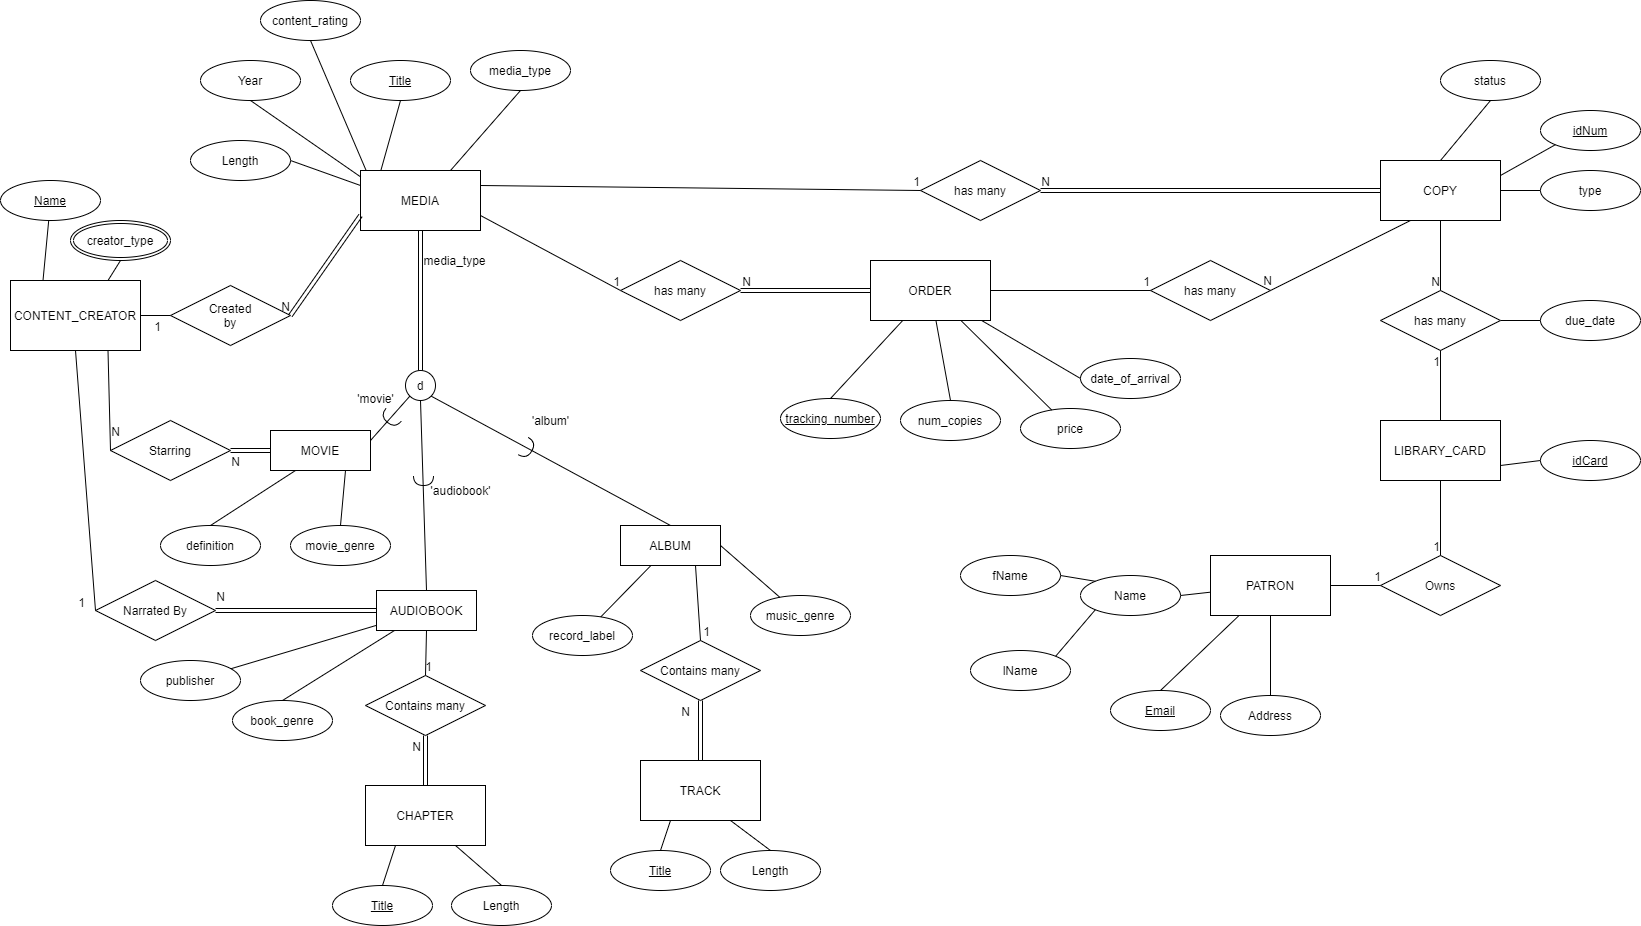 content_rating
Year
Title
media_type
status
Length
idNum
MEDIA
1
has many
N
COPY
type
Name
creator_type
media_type
1
has many
N
ORDER
1
has many
N
N
CONTENT_CREATOR
1
Created
by
N
has many
due_date
1
'movie'
'album'
date_of_arrival
tracking_number
num_copies
price
N
Starring
N
MOVIE
LIBRARY_CARD
idCard
'audiobook'
definition
movie_genre
ALBUM
1
fName
Name
PATRON
1
Owns
d
1
Narrated By
N
AUDIOBOOK
record_label
music_genre
1
lName
publisher
1
Contains many
book_genre
Contains many
N
Email
Address
N
TRACK
CHAPTER
Title
Length
Title
Length